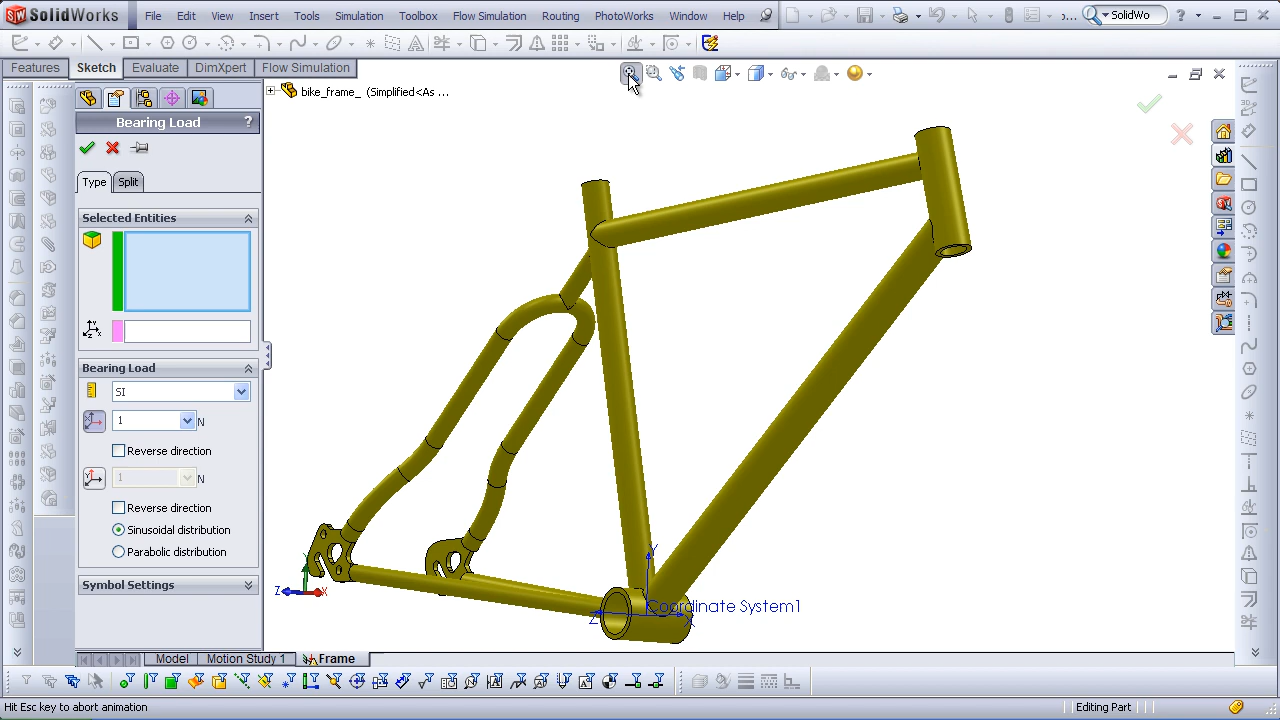 SolidWorks File Edit View Insert Tools Simulation Toolbox Flow Simulation Routing PhotoWorks Window Help SolidWo ?
Features Sketch Evaluate DimXpert Flow Simulation
bike_frame_ (Simplified<As ...
Bearing Load ?
Type Split
Selected Entities
Bearing Load
SI
1 N
Reverse direction
1 N
Reverse direction
Sinusoidal distribution
Parabolic distribution
Symbol Settings
Y
Z X
Y
Coordinate System1
Z X
Model Motion Study 1 Frame
Hit Esc key to abort animation Editing Part